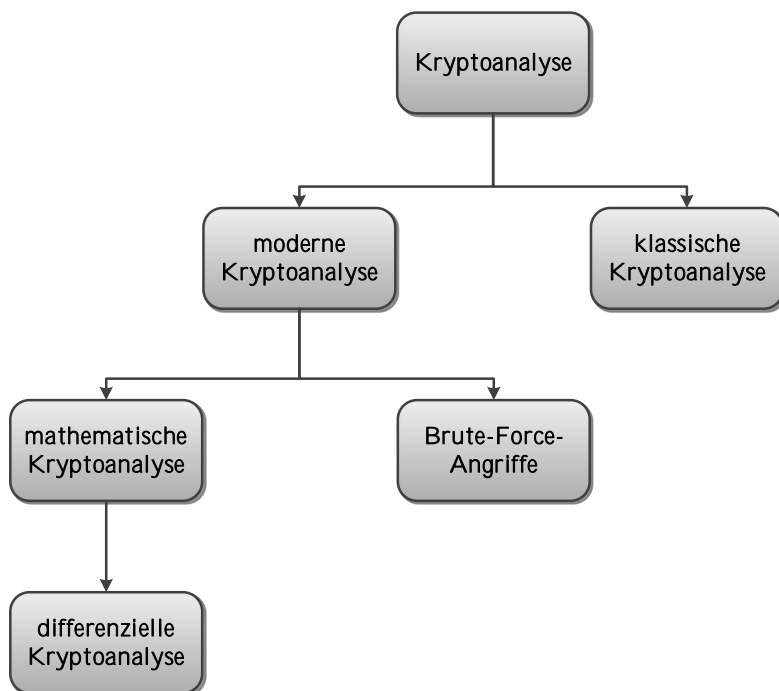 Kryptoanalyse
moderne
Kryptoanalyse
klassische
Kryptoanalyse
mathematische
Kryptoanalyse
Brute-Force-
Angriffe
differenzielle
Kryptoanalyse